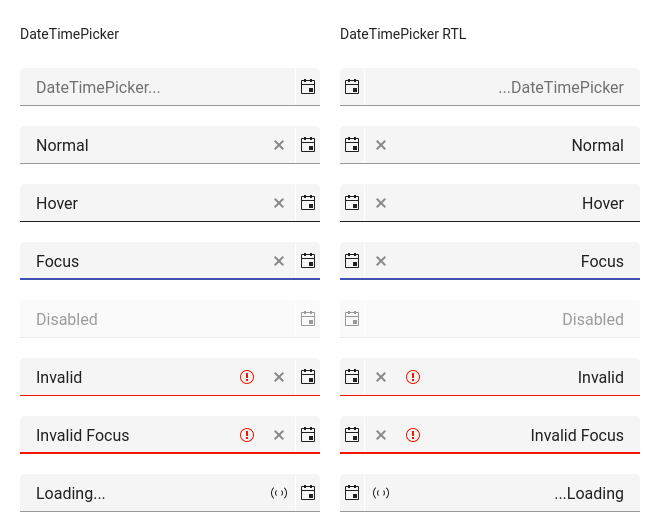 DateTimePicker
DateTimePicker RTL
DateTimePicker...
...DateTimePicker
Normal
Normal
Hover
Hover
Focus
Focus
Disabled
Disabled
Invalid
Invalid
Invalid Focus
Invalid Focus
Loading...
...Loading